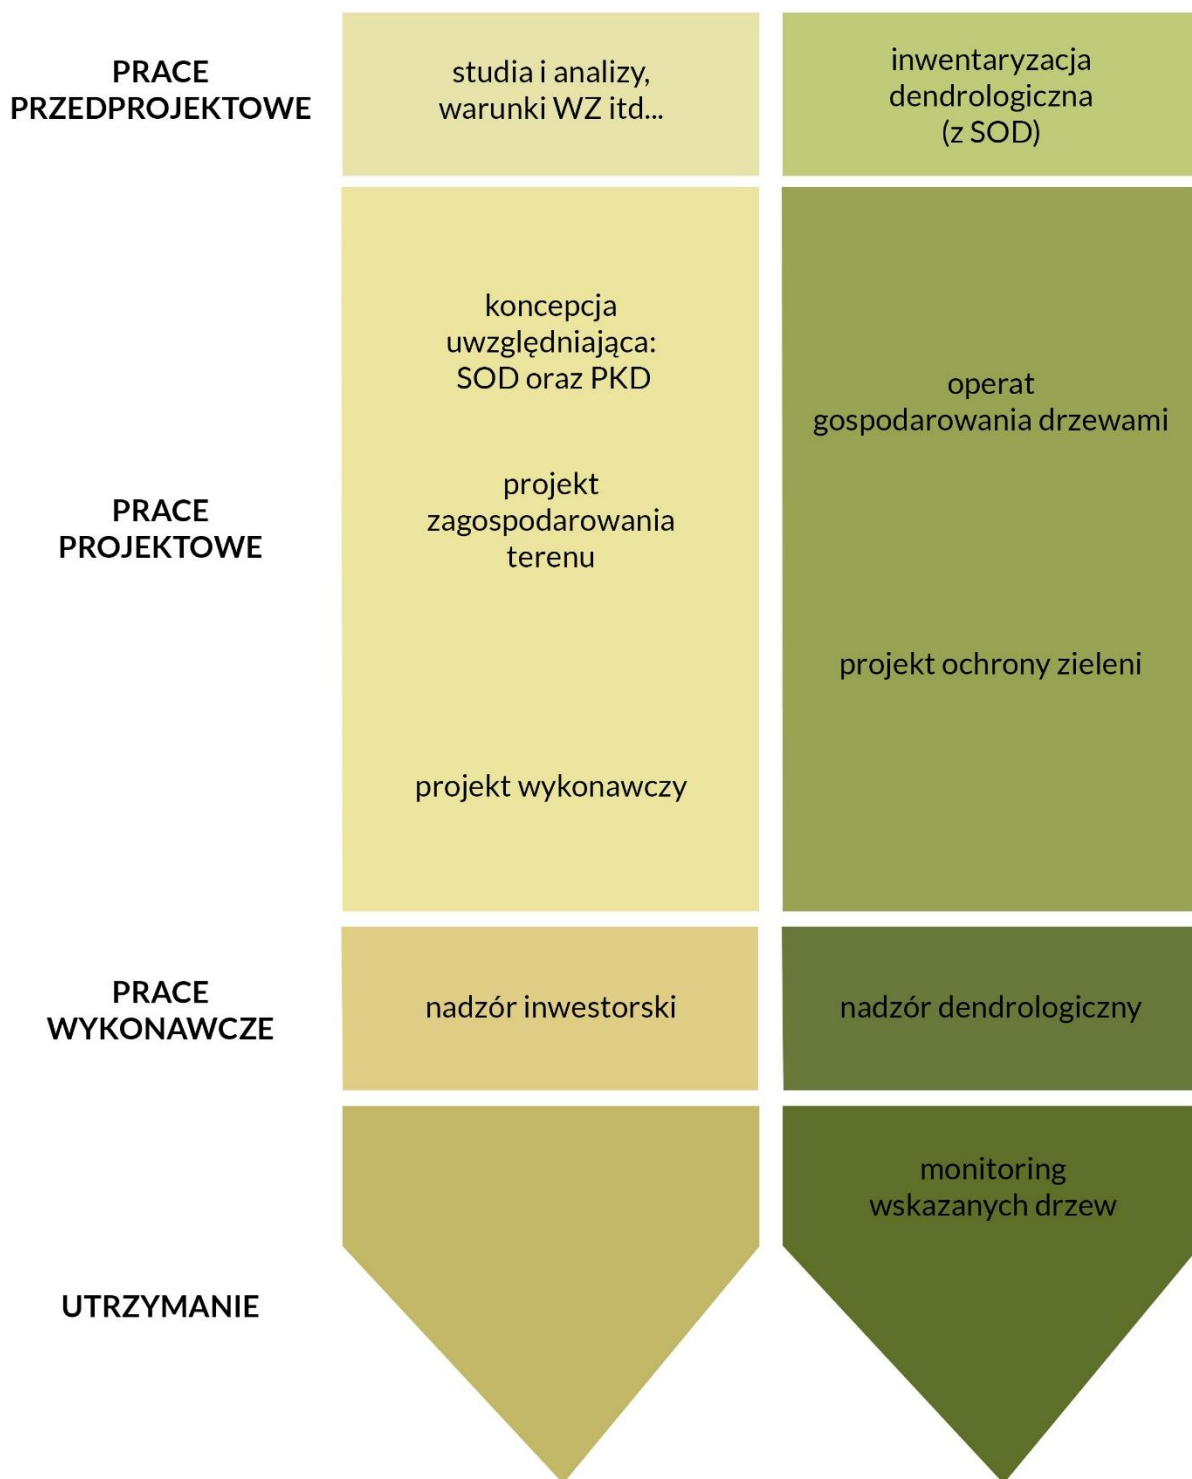 PRACE
PRZEDPROJEKTOWE
studia i analizy,
warunki WZ itd...
inwentaryzacja
dendrologiczna
(z SOD)
PRACE
PROJEKTOWE
koncepcja
uwzględniająca:
SOD oraz PKD
projekt
zagospodarowania
terenu
projekt wykonawczy
operat
gospodarowania drzewami
projekt ochrony zieleni
PRACE
WYKONAWCZE
nadzór inwestorski
nadzór dendrologiczny
UTRZYMANIE
monitoring
wskazanych drzew